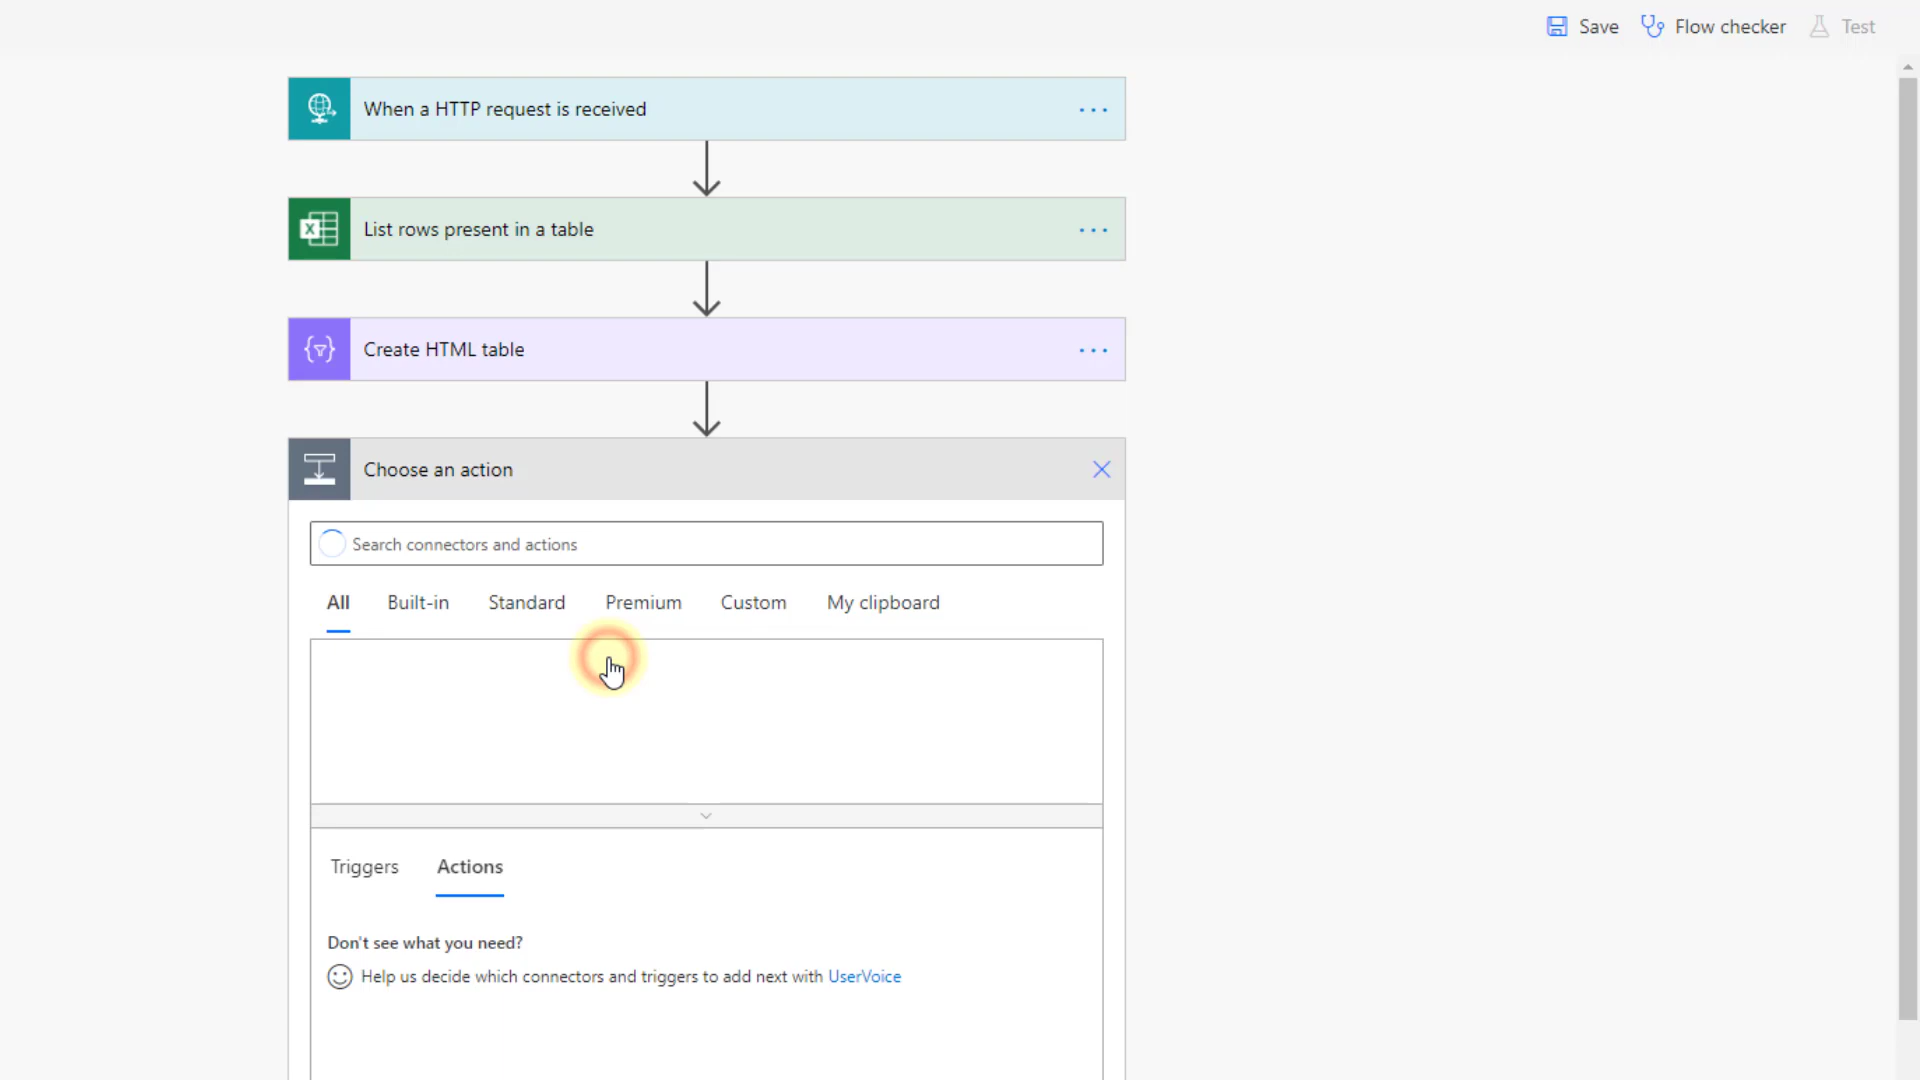 Save Flow checker Test
When a HTTP request is received
List rows present in a table
Create HTML table
Choose an action
Search connectors and actions
All Built-in Standard Premium Custom My clipboard
Triggers Actions
Don't see what you need?
Help us decide which connectors and triggers to add next with UserVoice